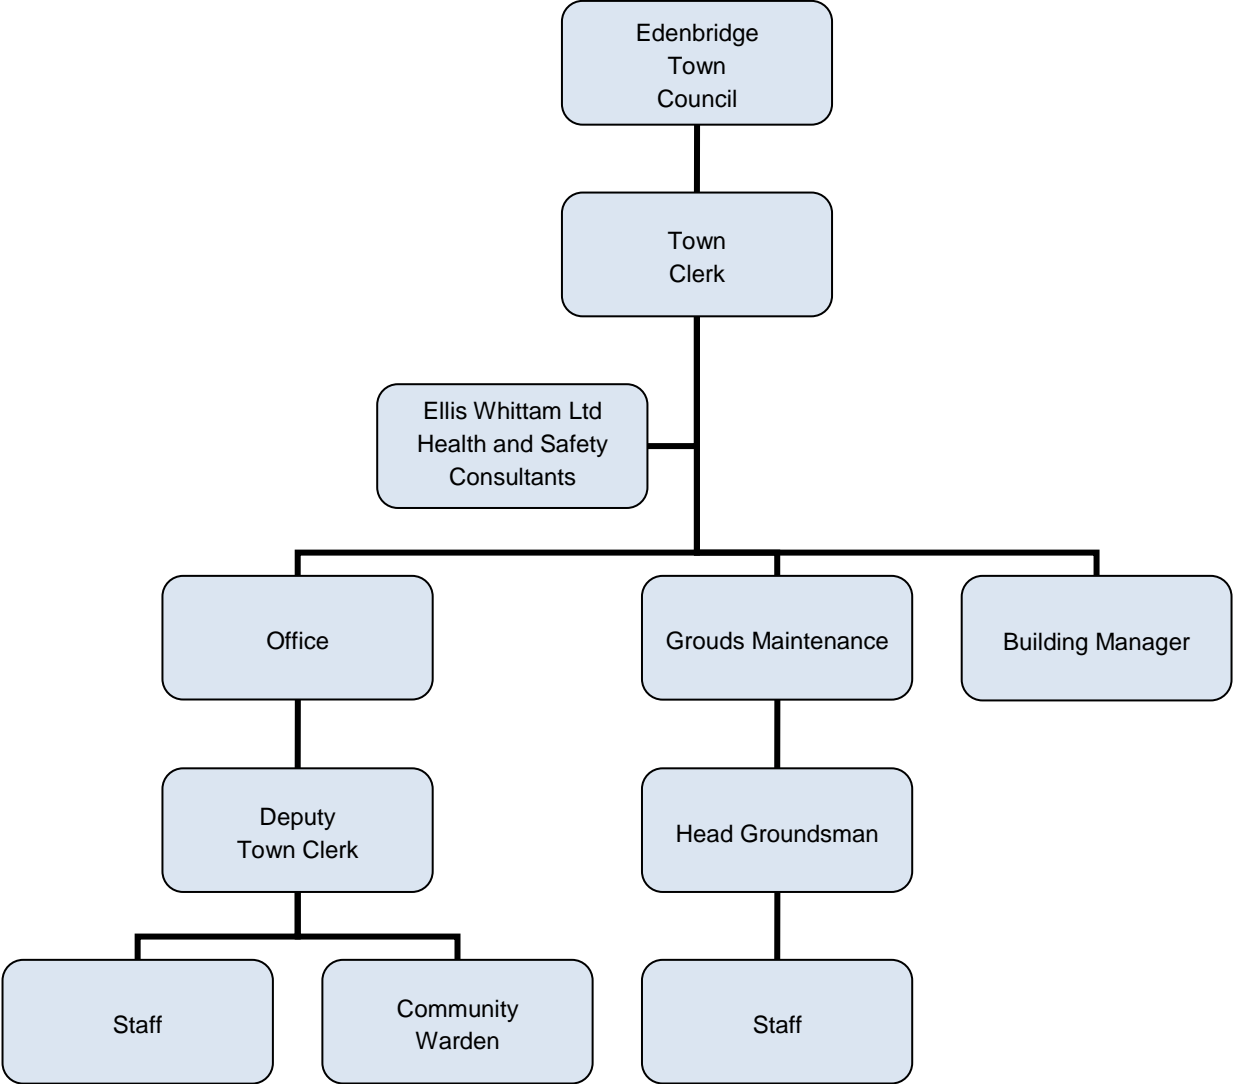 Edenbridge
Town
Council
Town
Clerk
Ellis Whittam Ltd
Health and Safety
Consultants
Office
Grouds Maintenance
Building Manager
Deputy
Town Clerk
Head Groundsman
Staff
Community
Warden
Staff